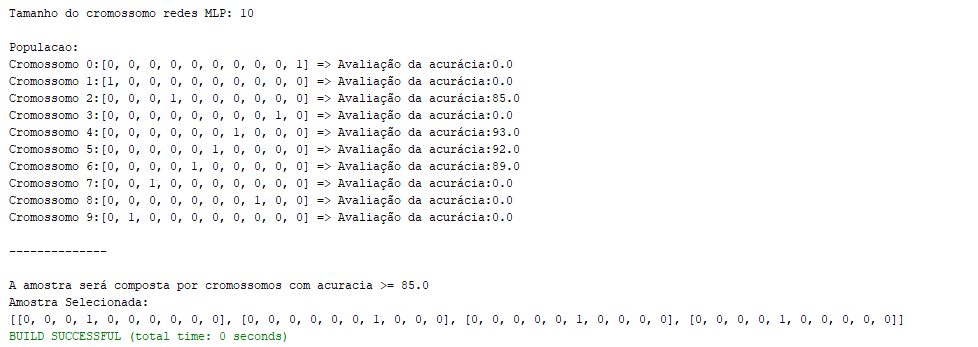 Tamanho do cromossomo redes MLP: 10
Populacao:
Cromossomo 0:[0, 0, 0, 0, 0, 0, 0, 0, 0, 1] => Avaliação da acurácia:0.0
Cromossomo 1:[1, 0, 0, 0, 0, 0, 0, 0, 0, 0] => Avaliação da acurácia:0.0
Cromossomo 2:[0, 0, 0, 1, 0, 0, 0, 0, 0, 0] => Avaliação da acurácia:85.0
Cromossomo 3:[0, 0, 0, 0, 0, 0, 0, 0, 1, 0] => Avaliação da acurácia:0.0
Cromossomo 4:[0, 0, 0, 0, 0, 0, 1, 0, 0, 0] => Avaliação da acurácia:93.0
Cromossomo 5:[0, 0, 0, 0, 0, 1, 0, 0, 0, 0] => Avaliação da acurácia:92.0
Cromossomo 6:[0, 0, 0, 0, 1, 0, 0, 0, 0, 0] => Avaliação da acurácia:89.0
Cromossomo 7:[0, 0, 1, 0, 0, 0, 0, 0, 0, 0] => Avaliação da acurácia:0.0
Cromossomo 8:[0, 0, 0, 0, 0, 0, 0, 1, 0, 0] => Avaliação da acurácia:0.0
Cromossomo 9:[0, 1, 0, 0, 0, 0, 0, 0, 0, 0] => Avaliação da acurácia:0.0
--------------
A amostra será composta por cromossomos com acuracia >= 85.0
Amostra Selecionada:
[[0, 0, 0, 1, 0, 0, 0, 0, 0, 0], [0, 0, 0, 0, 0, 0, 1, 0, 0, 0], [0, 0, 0, 0, 0, 1, 0, 0, 0, 0], [0, 0, 0, 0, 1, 0, 0, 0, 0, 0]]
BUILD SUCCESSFUL (total time: 0 seconds)